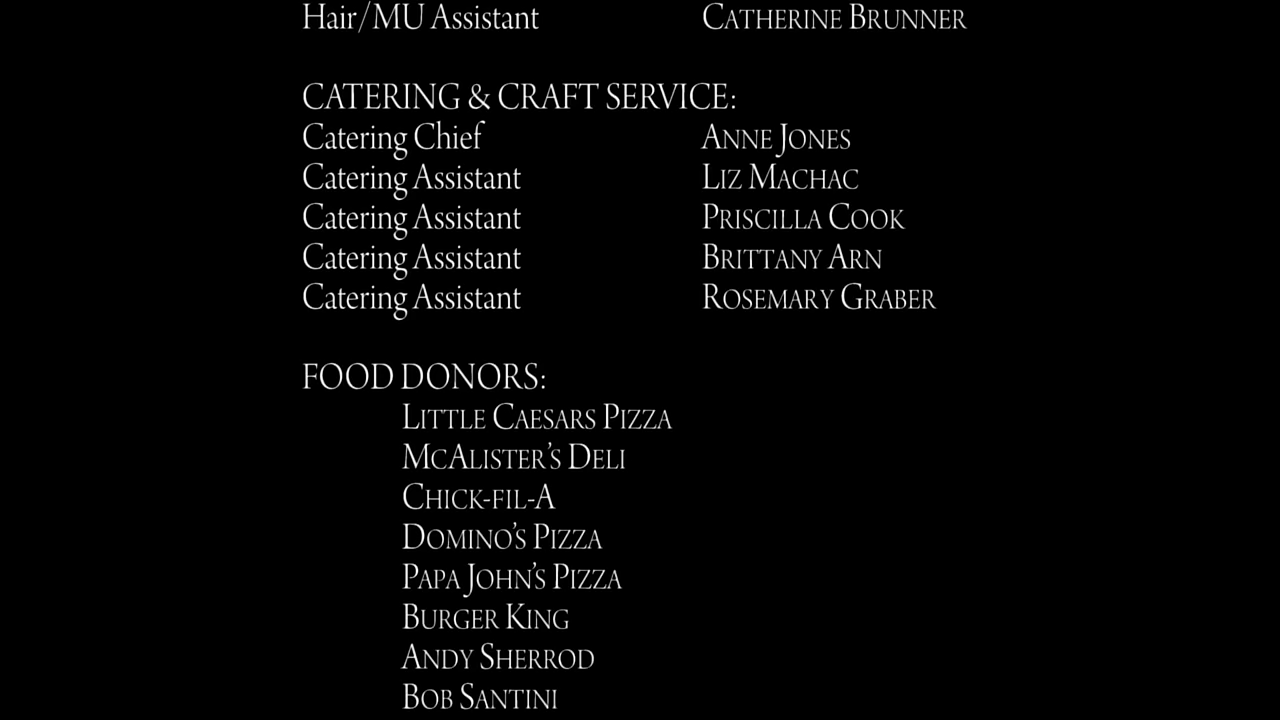 Hair/MU Assistant CATHERINE BRUNNER
CATERING & CRAFT SERVICE:
Catering Chief ANNE JONES
Catering Assistant LIZ MACHAC
Catering Assistant PRISCILLA COOK
Catering Assistant BRITTANY ARN
Catering Assistant ROSEMARY GRABER
FOOD DONORS:
LITTLE CAESARS PIZZA
MCALISTER’S DELI
CHICK-FIL-A
DOMINO’S PIZZA
PAPA JOHN’S PIZZA
BURGER KING
ANDY SHERROD
BOB SANTINI